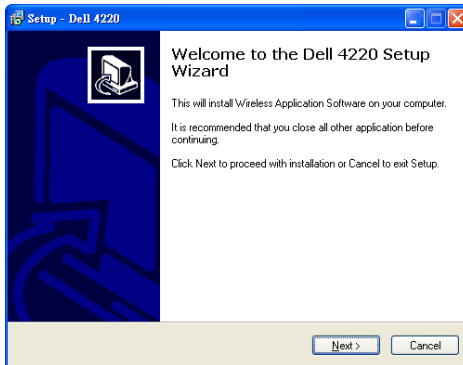 Setup - Dell 4220
Welcome to the Dell 4220 Setup
Wizard
This will install Wireless Application Software on your computer.
It is recommended that you close all other application before
continuing.
Click Next to proceed with installation or Cancel to exit Setup.
Next >
Cancel